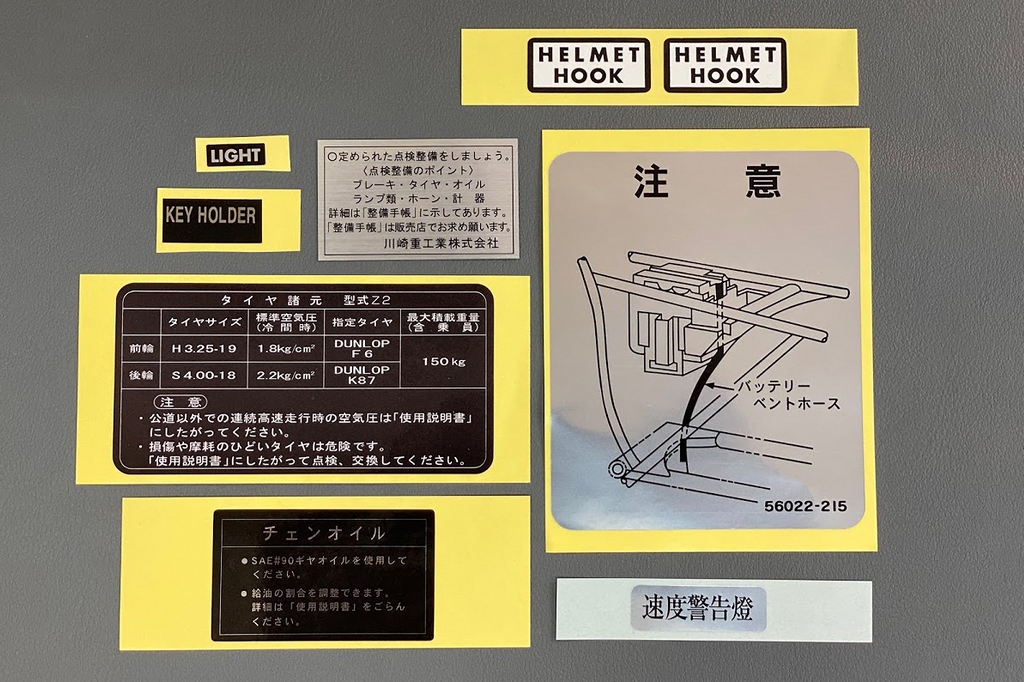 HELMET HOOK
HELMET HOOK
LIGHT
KEY HOLDER
○定められた点検整備をしましょう。
〈点検整備のポイント〉
ブレーキ・タイヤ・オイル
ランプ類・ホーン・計 器
詳細は「整備手帳」に示してあります。
「整備手帳」は販売店でお求め願います。
川崎重工業株式会社
注 意
バッテリー
ベントホース
56022-215
タイヤ諸元 型式Z2
タイヤサイズ 標準空気圧(冷間時) 指定タイヤ 最大積載重量(含乗員)
前輪 H3.25-19 1.8kg/cm² DUNLOP F6 150kg
後輪 S4.00-18 2.2kg/cm² DUNLOP K87
注 意
・公道以外での連続高速走行時の空気圧は「使用説明書」
にしたがってください。
・損傷や摩耗のひどいタイヤは危険です。
「使用説明書」にしたがって点検、交換してください。
チェンオイル
●SAE#90ギヤオイルを使用して
ください。
●給油の割合を調整できます。
詳細は「使用説明書」をごらん
ください。
速度警告燈